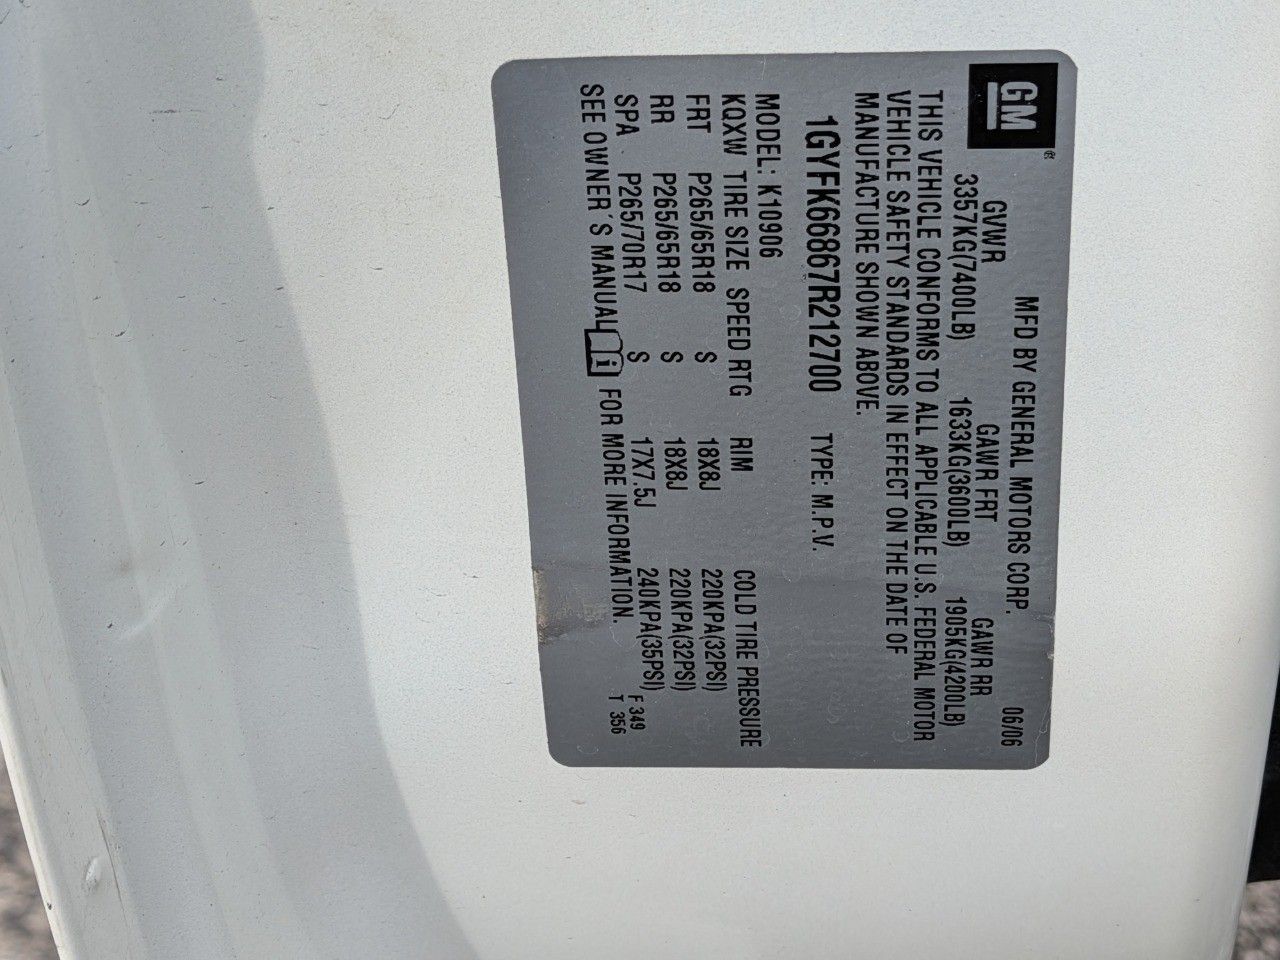 GM®
MFD BY GENERAL MOTORS CORP. 06/06
GVWR GAWR FRT GAWR RR
3357KG(7400LB) 1633KG(3600LB) 1905KG(4200LB)
THIS VEHICLE CONFORMS TO ALL APPLICABLE U.S. FEDERAL MOTOR
VEHICLE SAFETY STANDARDS IN EFFECT ON THE DATE OF
MANUFACTURE SHOWN ABOVE.
1GYFK66867R212700 TYPE: M.P.V.
MODEL: K10906
KQXW TIRE SIZE SPEED RTG RIM COLD TIRE PRESSURE
FRT P265/65R18 S 18X8J 220KPA(32PSI)
RR P265/65R18 S 18X8J 220KPA(32PSI)
SPA P265/70R17 S 17X7.5J 240KPA(35PSI)
SEE OWNER'S MANUAL i FOR MORE INFORMATION.
F 349
T 356